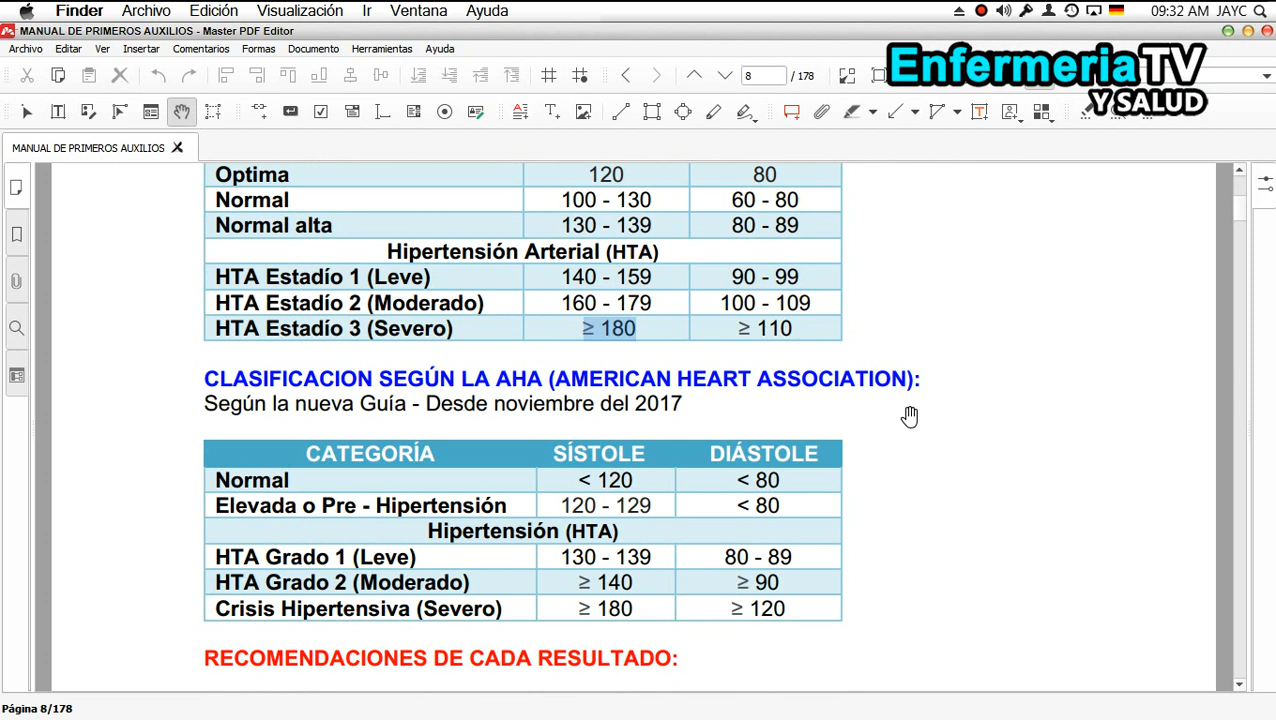 Finder Archivo Edición Visualización Ir Ventana Ayuda 09:32 AM JAYC
MANUAL DE PRIMEROS AUXILIOS - Master PDF Editor
Archivo Editar Ver Insertar Comentarios Formas Documento Herramientas Ayuda
8 / 178
EnfermeriaTV
Y SALUD
MANUAL DE PRIMEROS AUXILIOS
Optima 120 80
Normal 100 - 130 60 - 80
Normal alta 130 - 139 80 - 89
Hipertensión Arterial (HTA)
HTA Estadío 1 (Leve) 140 - 159 90 - 99
HTA Estadío 2 (Moderado) 160 - 179 100 - 109
HTA Estadío 3 (Severo) ≥ 180 ≥ 110
CLASIFICACION SEGÚN LA AHA (AMERICAN HEART ASSOCIATION):
Según la nueva Guía - Desde noviembre del 2017
CATEGORÍA SÍSTOLE DIÁSTOLE
Normal < 120 < 80
Elevada o Pre - Hipertensión 120 - 129 < 80
Hipertensión (HTA)
HTA Grado 1 (Leve) 130 - 139 80 - 89
HTA Grado 2 (Moderado) ≥ 140 ≥ 90
Crisis Hipertensiva (Severo) ≥ 180 ≥ 120
RECOMENDACIONES DE CADA RESULTADO:
Página 8/178